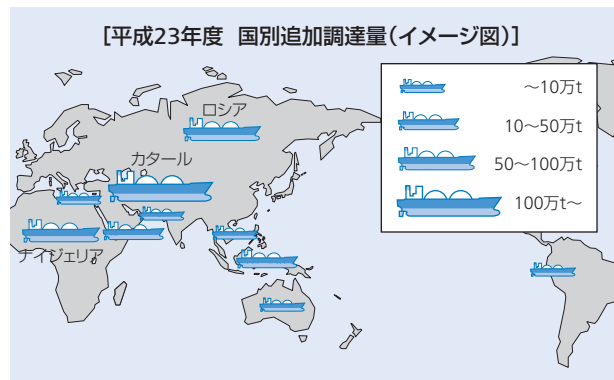 [平成23年度 国別追加調達量(イメージ図)]
～10万t
10～50万t
50～100万t
100万t～
ロシア
カタール
ナイジェリア